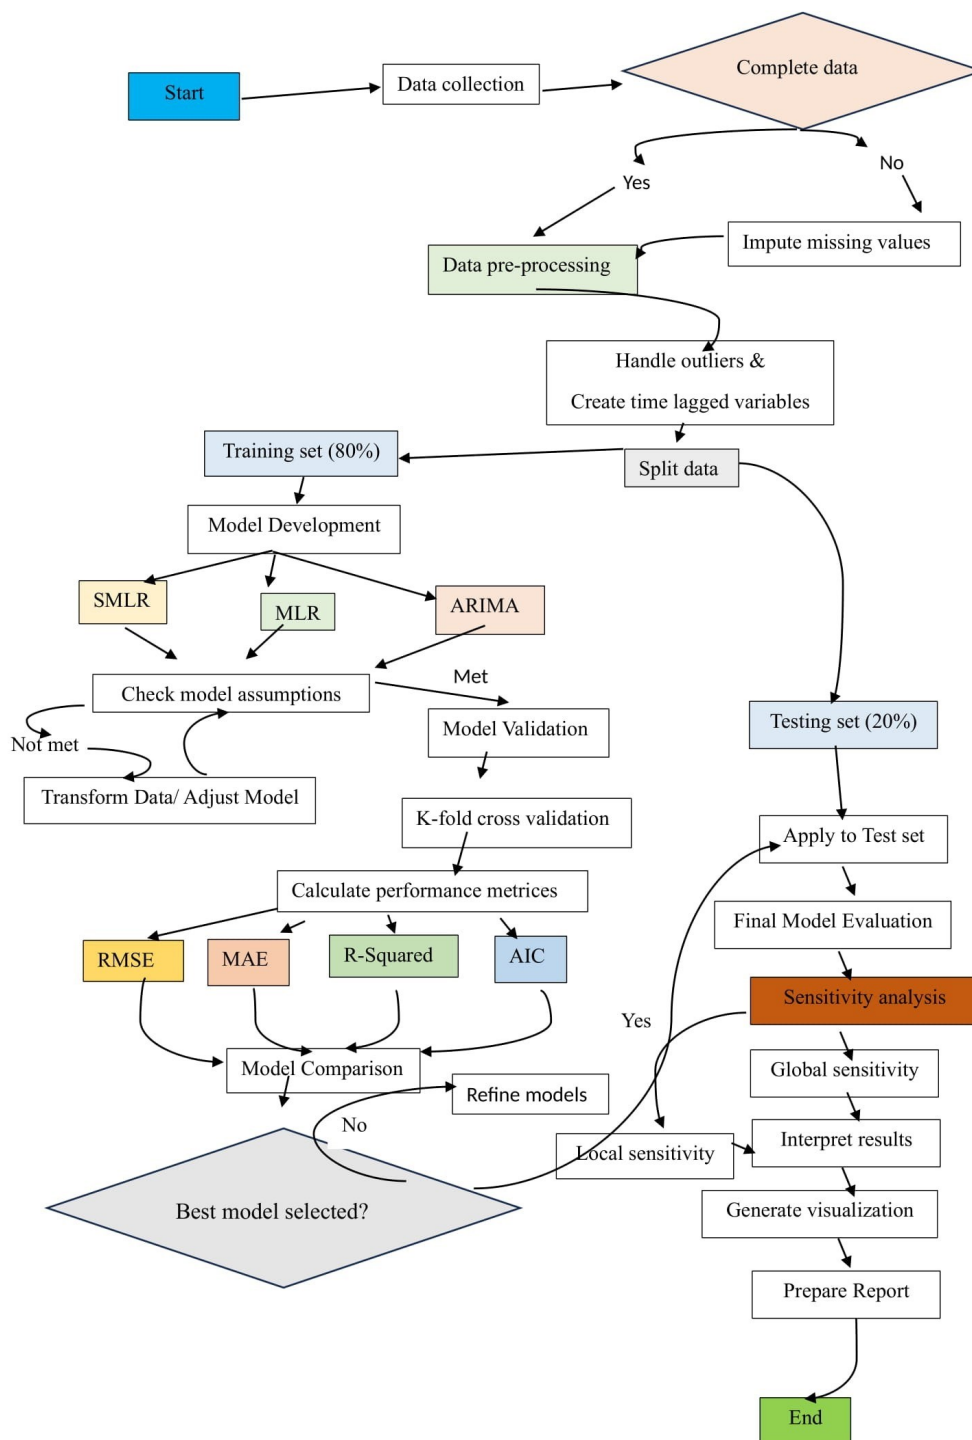 Start
Data collection
Complete data
Yes
No
Impute missing values
Data pre-processing
Handle outliers &
Create time lagged variables
Split data
Training set (80%)
Model Development
SMLR
MLR
ARIMA
Check model assumptions
Met
Not met
Transform Data/ Adjust Model
Model Validation
K-fold cross validation
Calculate performance metrices
RMSE
MAE
R-Squared
AIC
Model Comparison
Refine models
No
Best model selected?
Yes
Testing set (20%)
Apply to Test set
Final Model Evaluation
Sensitivity analysis
Global sensitivity
Local sensitivity
Interpret results
Generate visualization
Prepare Report
End